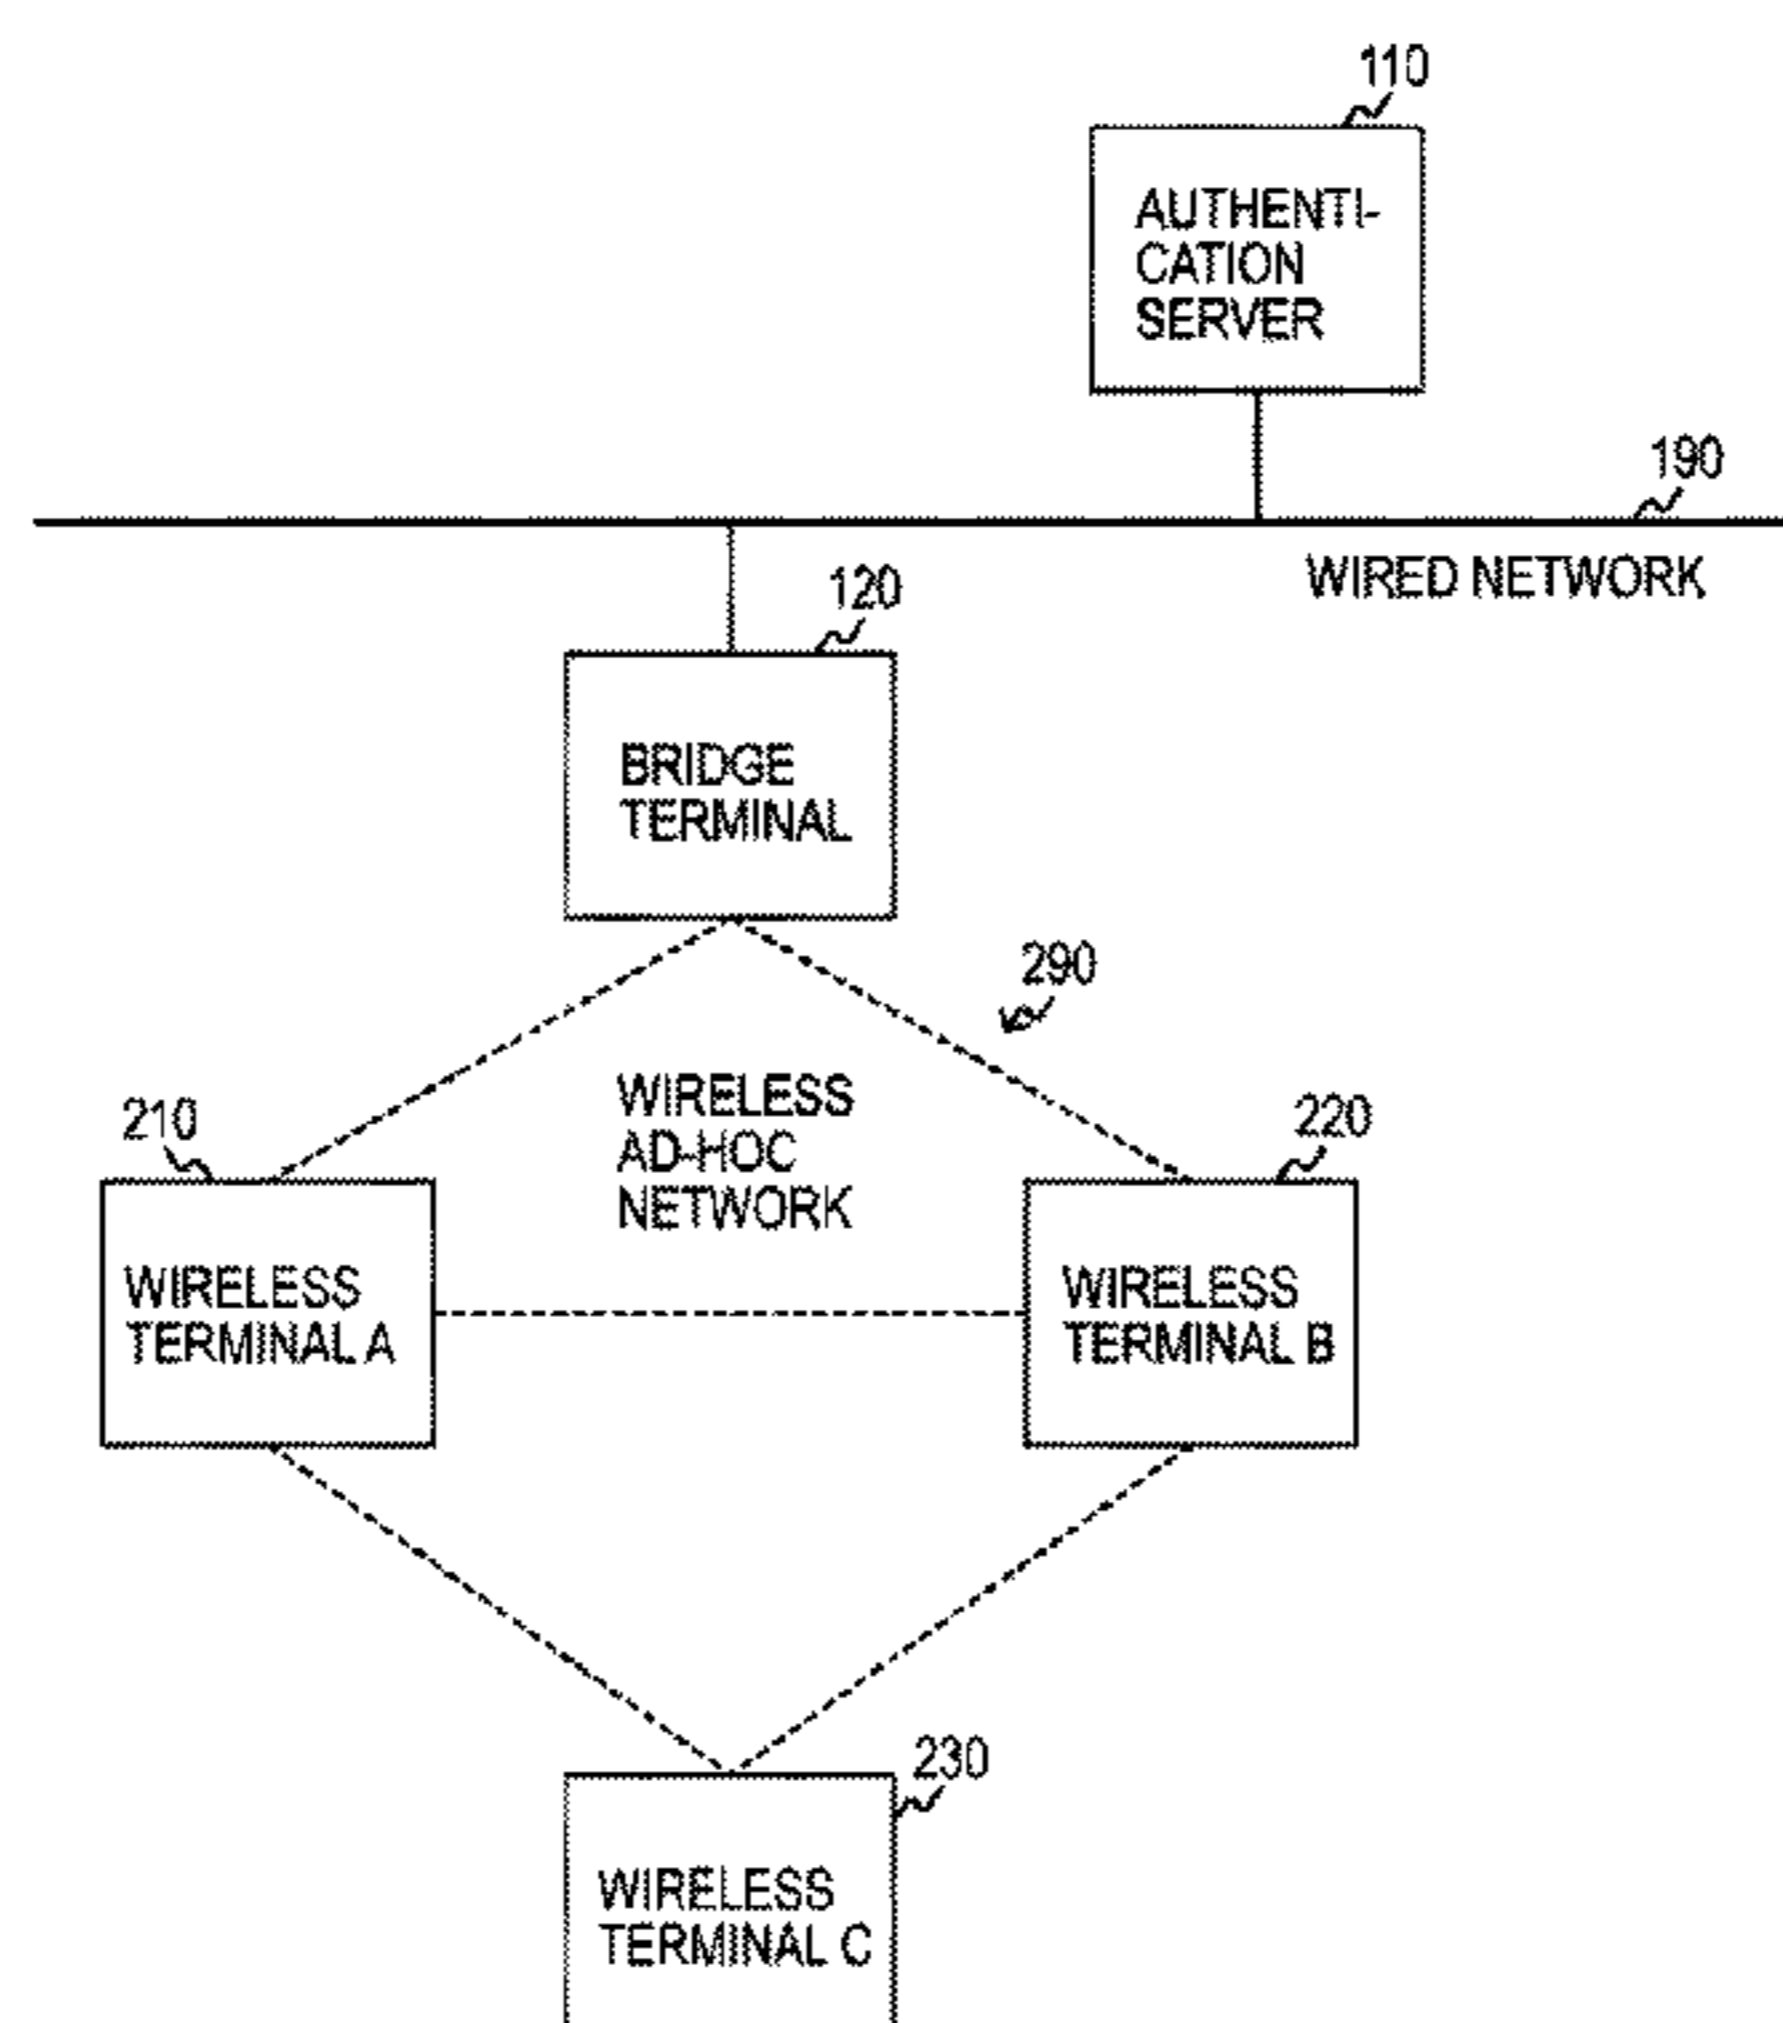 110
AUTHENTI-
CATION
SERVER
190
WIRED NETWORK
120
BRIDGE
TERMINAL
290
WIRELESS
AD-HOC
NETWORK
210
WIRELESS
TERMINAL A
220
WIRELESS
TERMINAL B
230
WIRELESS
TERMINAL C